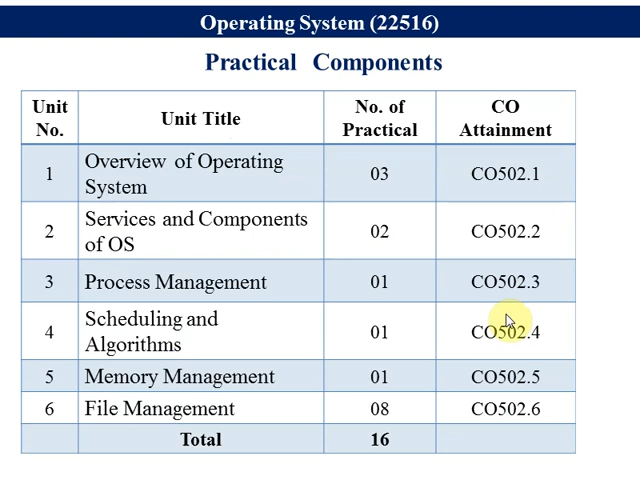 Operating System (22516)
Practical Components
Unit No. Unit Title No. of Practical CO Attainment
1 Overview of Operating System 03 CO502.1
2 Services and Components of OS 02 CO502.2
3 Process Management 01 CO502.3
4 Scheduling and Algorithms 01 CO502.4
5 Memory Management 01 CO502.5
6 File Management 08 CO502.6
Total 16